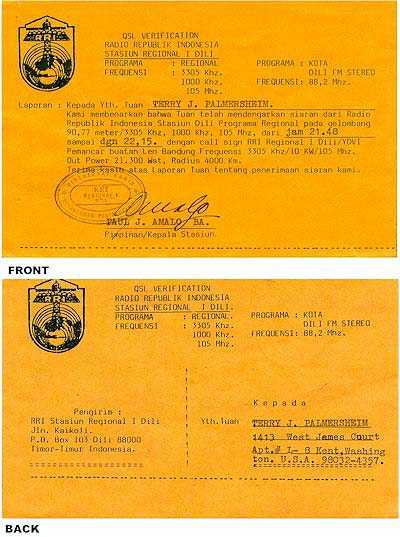 RRI
QSL VERIFICATION
RADIO REPUBLIK INDONESIA
STASIUN REGIONAL I DILI
PROGRAMA : REGIONAL PROGRAMA : KOTA
FREKUENSI : 3305 Khz. DILI FM STEREO
1000 Khz. FREKUENSI: 88,2 Mhz.
105 Mhz.
Laporan : Kepada Yth. Tuan TERRY J. PALMERSHEIM.
Kami membenarkan bahwa Tuan telah mendengarkan siaran dari Radio
Republik Indonesia Stasiun Dili Programa Regional pada gelombang
90,77 meter/3305 Khz, 1000 Khz, 105 Mhz, dari jam 21.48
sampai dgn 22,15. dengan call sign RRI Regional I Dili/YDVI
Pemancar buatan Len Bandung Frequensi 3305 Khz/10 KW/105 Mhz.
Out Power 21.300 Wat, Radius 4000 Km.
Terima kasih atas Laporan Tuan tentang penerimaan siaran kami.
PAUL J. AMALO, BA.
Pimpinan/Kepala Stasiun.
FRONT
RRI
QSL VERIFICATION
RADIO REPUBLIK INDONESIA
STASIUN REGIONAL I DILI.
PROGRAMA : REGIONAL. PROGRAMA : KOTA
FREKUENSI : 3305 Khz. DILI FM STEREO
1000 Khz. FREKUENSI: 88,2 Mhz.
105 Mhz.
Pengirim :
RRI Stasiun Regional I Dili
Jln. Kaikoli.
P.O. Box 103 Dili 88000
Timor-Timur Indonesia.
Kepada
Yth.Tuan TERRY J. PALMERSHEIM
1413 West James Court
Apt.# I- 8 Kent,Washing
ton. U.S.A. 98032-4357.
BACK